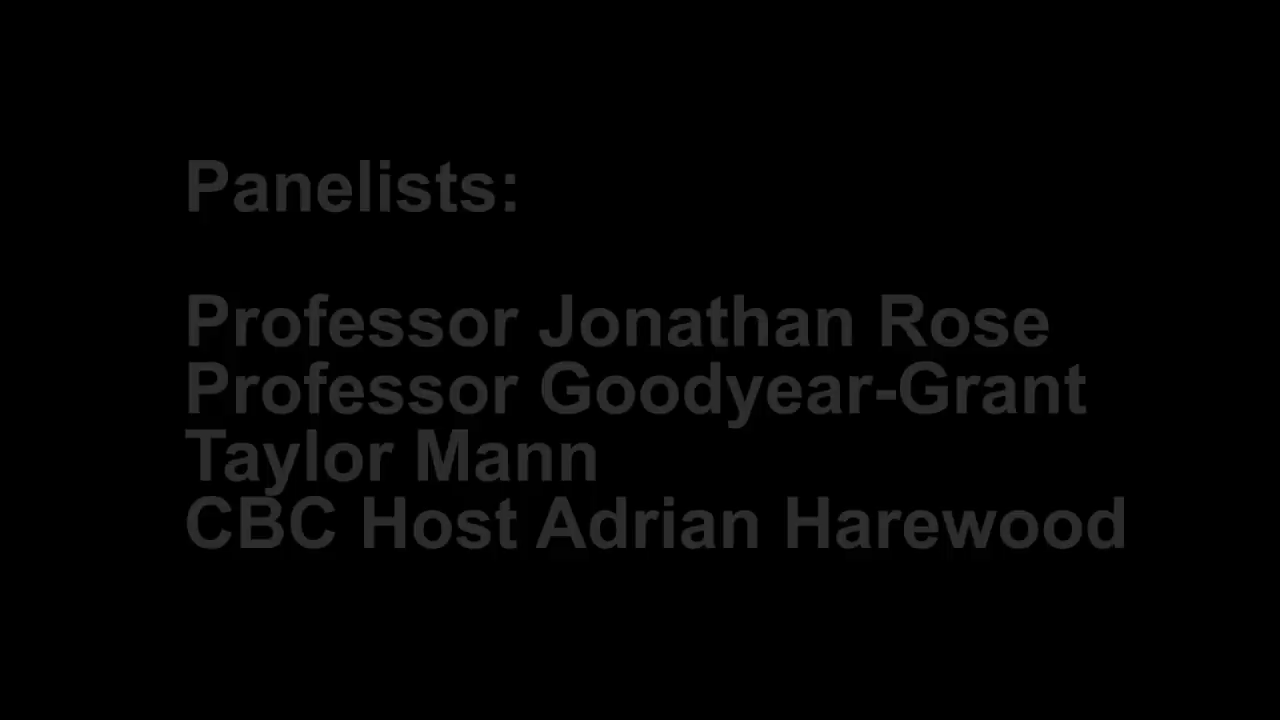 Panelists:
Professor Jonathan Rose
Professor Goodyear-Grant
Taylor Mann
CBC Host Adrian Harewood